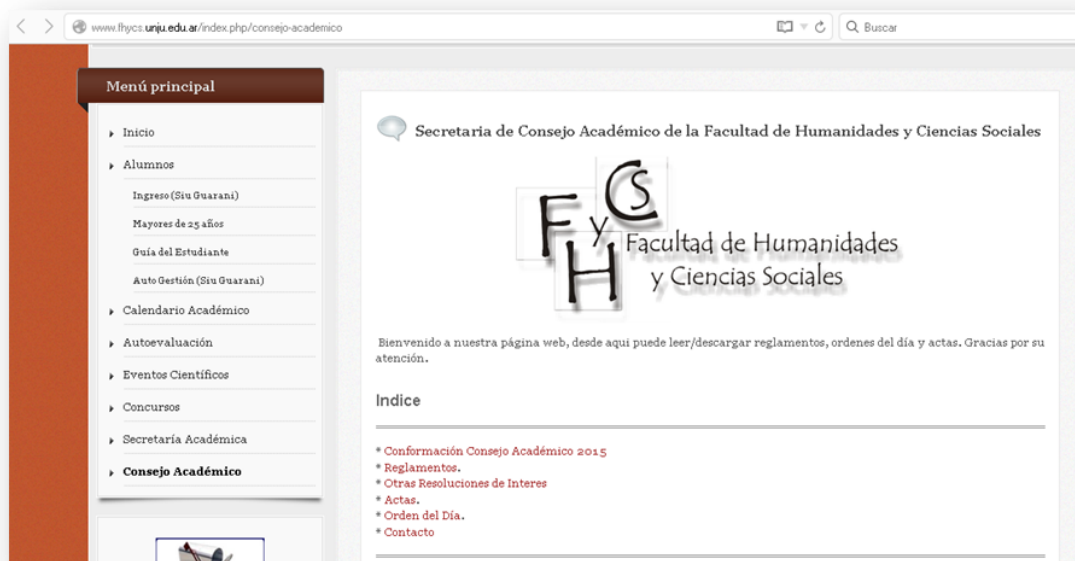 www.fhycs.unju.edu.ar/index.php/consejo-academico
Buscar
Menú principal
Inicio
Alumnos
Ingreso (Siu Guarani)
Mayores de 25 años
Guía del Estudiante
Auto Gestión (Siu Guarani)
Calendario Académico
Autoevaluación
Eventos Científicos
Concursos
Secretaría Académica
Consejo Académico
Secretaria de Consejo Académico de la Facultad de Humanidades y Ciencias Sociales
F y H CS
Facultad de Humanidades
y Ciencias Sociales
Bienvenido a nuestra página web, desde aqui puede leer/descargar reglamentos, ordenes del día y actas. Gracias por su
atención.
Indice
* Conformación Consejo Académico 2015
* Reglamentos.
* Otras Resoluciones de Interes
* Actas.
* Orden del Día.
* Contacto